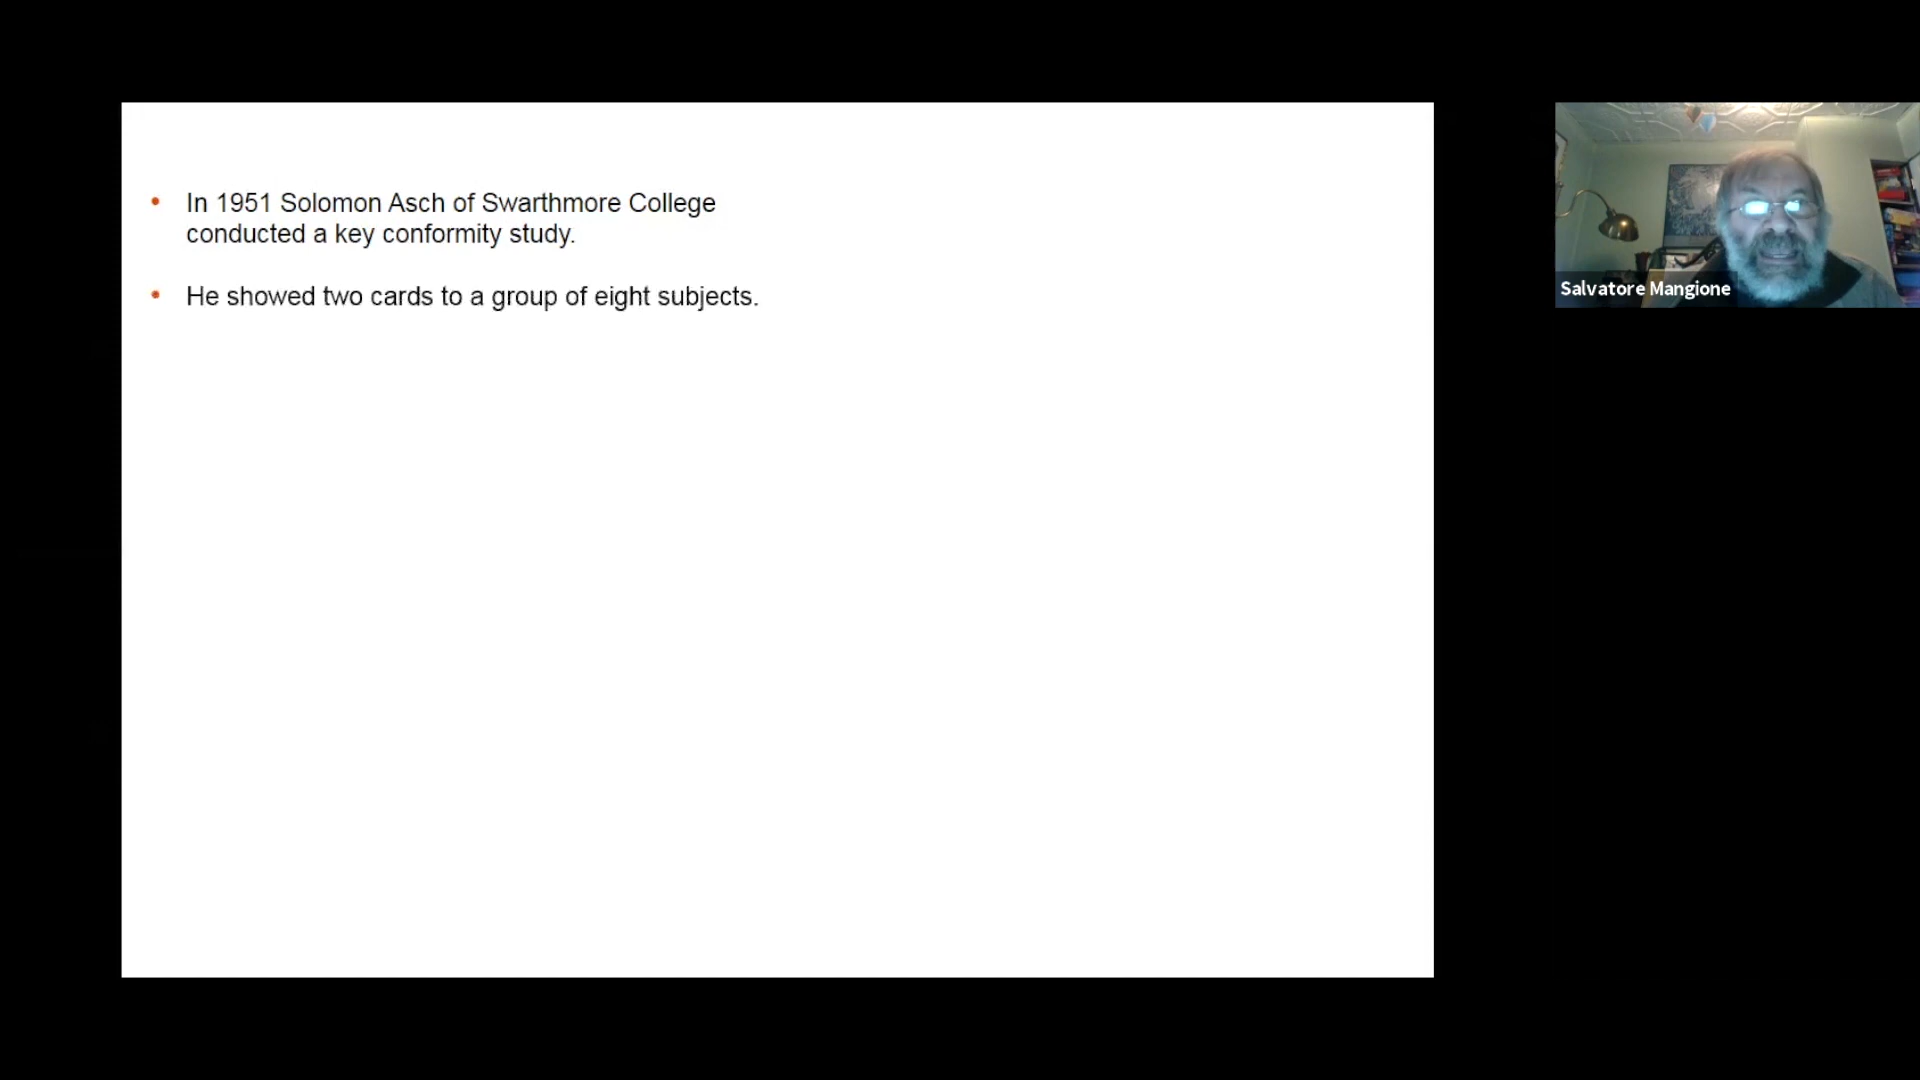 • In 1951 Solomon Asch of Swarthmore College
conducted a key conformity study.
• He showed two cards to a group of eight subjects.
Salvatore Mangione